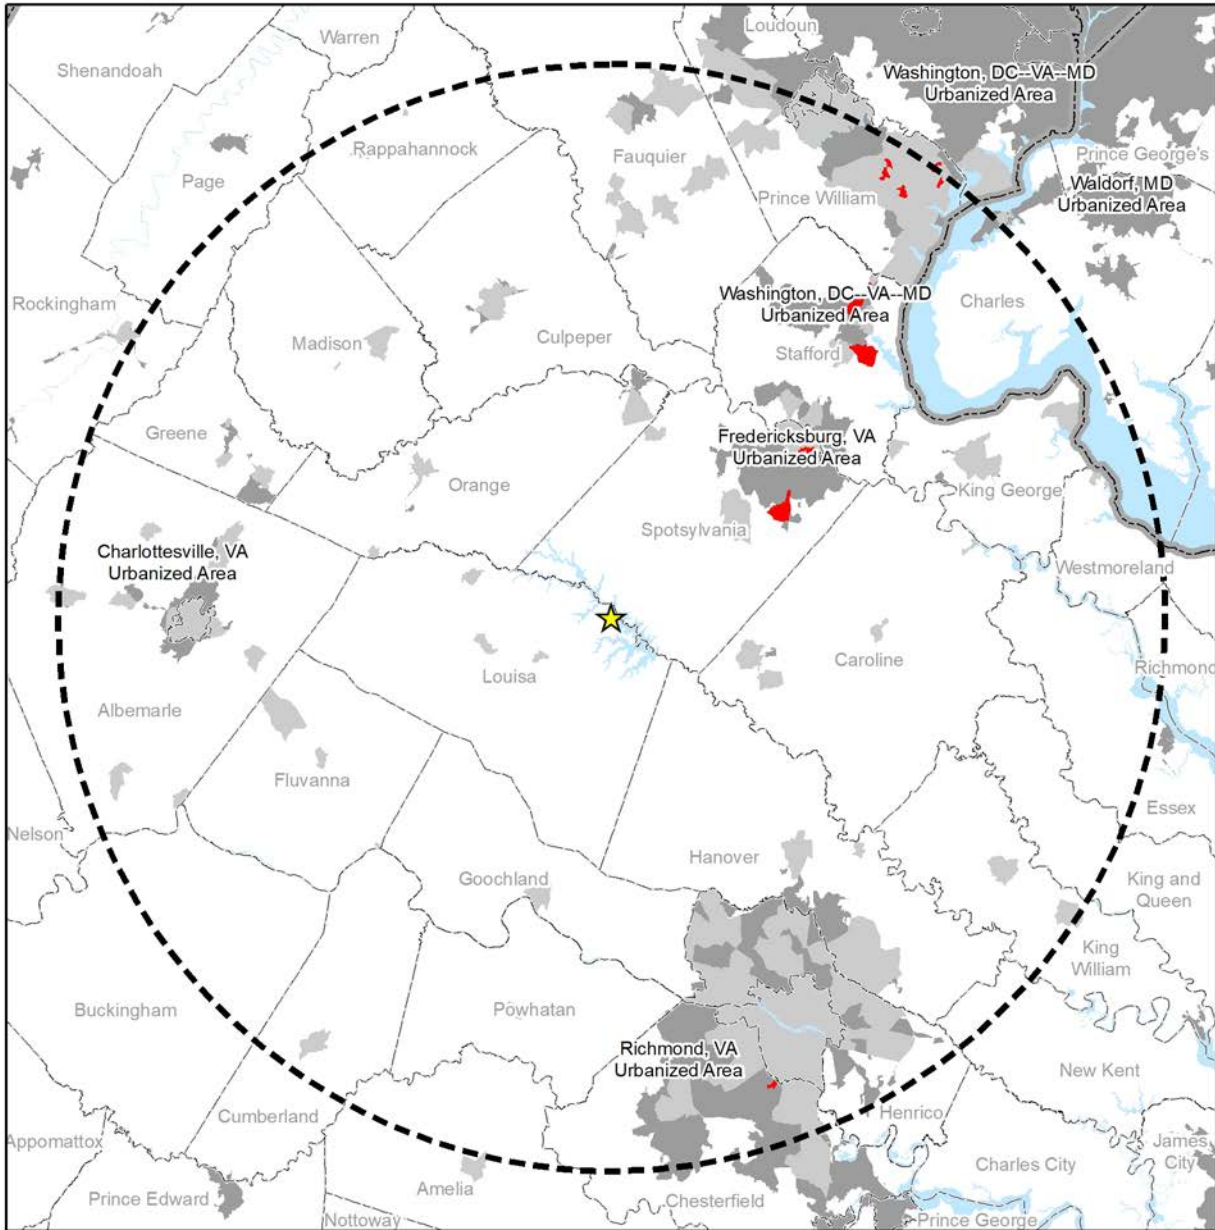 Loudoun
Warren
Shenandoah
Washington, DC--VA--MD
Urbanized Area
Rappahannock
Fauquier
Prince George's
Page
Waldorf, MD
Urbanized Area
Prince William
Rockingham
Washington, DC--VA--MD
Urbanized Area
Charles
Madison
Culpeper
Stafford
Greene
Fredericksburg, VA
Urbanized Area
Orange
King George
Spotsylvania
Charlottesville, VA
Urbanized Area
Westmoreland
Louisa
Caroline
Richmond
Albemarle
Fluvanna
Essex
Nelson
Hanover
Goochland
King and
Queen
King
William
Buckingham
Powhatan
Richmond, VA
Urbanized Area
New Kent
Cumberland
Henrico
Appomattox
James
City
Charles City
Prince Edward
Amelia
Chesterfield
Nottoway
Prince George